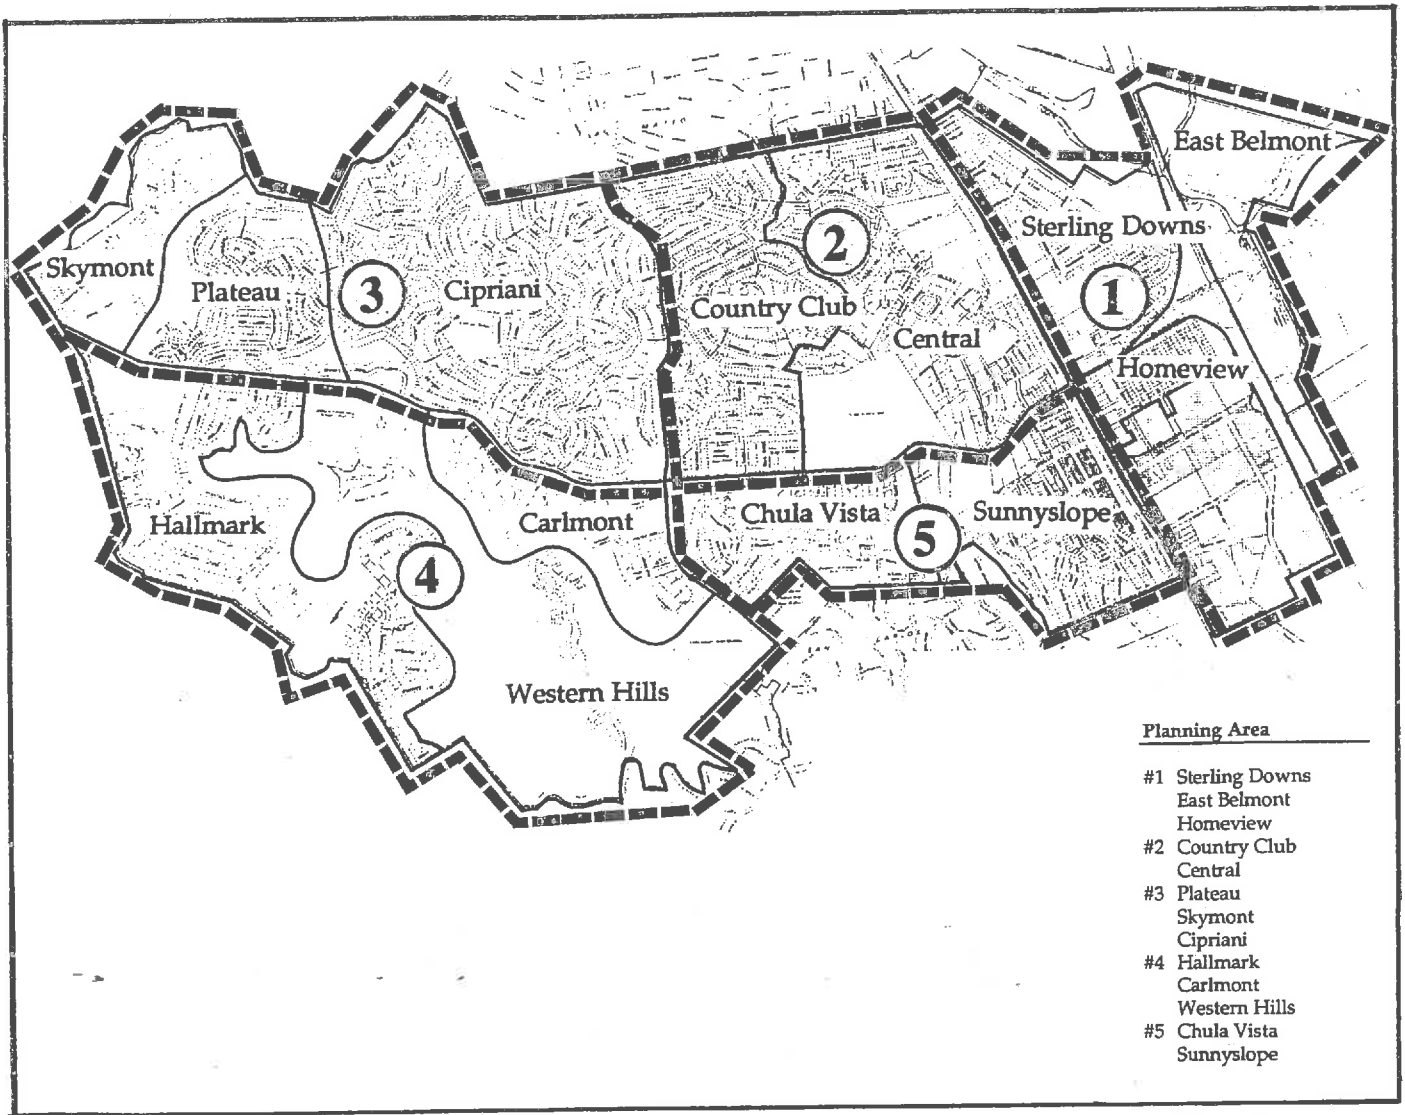 East Belmont
Sterling Downs
2
Skymont
Plateau
3
Cipriani
Country Club
1
Central
Homeview
Hallmark
Carlmont
Chula Vista
Sunnyslope
5
4
Western Hills
Planning Area
#1 Sterling Downs
East Belmont
Homeview
#2 Country Club
Central
#3 Plateau
Skymont
Cipriani
#4 Hallmark
Carlmont
Western Hills
#5 Chula Vista
Sunnyslope